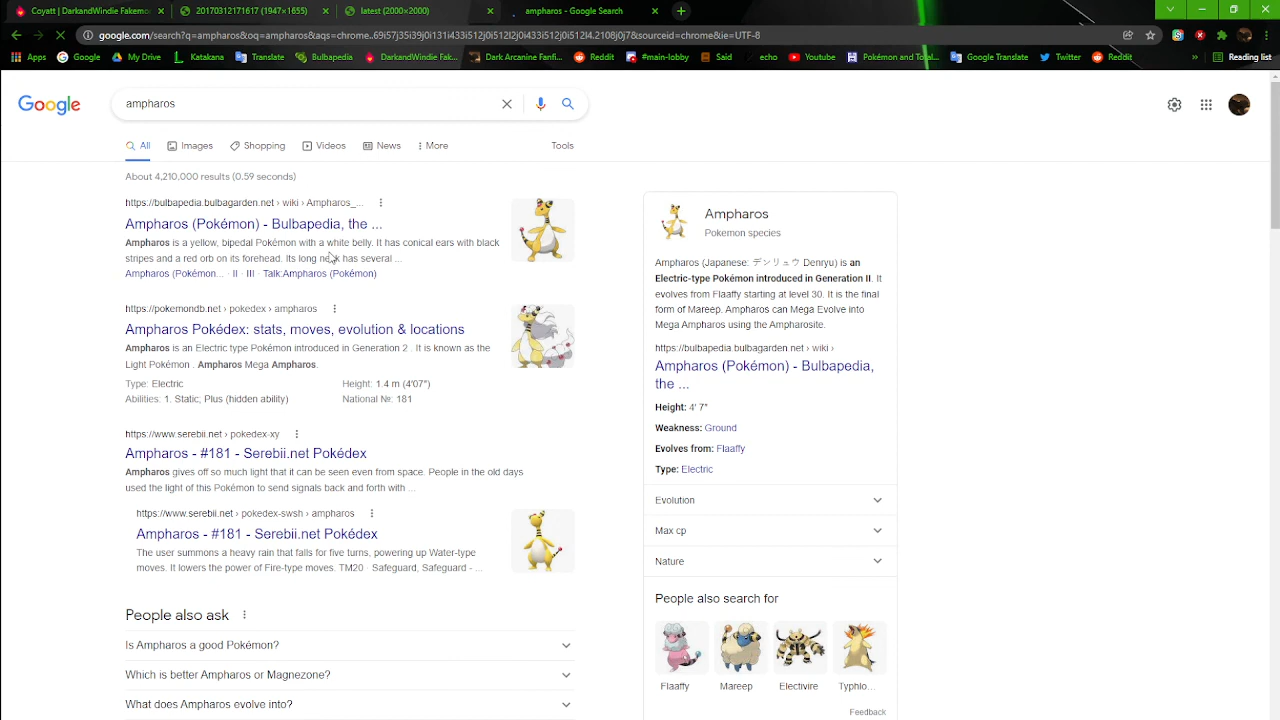 Coyatt | DarkandWindie Fakemo
20170312171617 (1947×1655)
latest (2000×2000)
ampharos - Google Search
google.com/search?q=ampharos&oq=ampharos&aqs=chrome..69i57j35i39j0i131i433i512j0i512l2j0i433i512j0i512l4.2108j0j7&sourceid=chrome&ie=UTF-8
Apps Google My Drive Katakana Translate Bulbapedia DarkandWindie Fak... Dark Arcanine Fanfi... Reddit #main-lobby Said echo Youtube Pokémon and Total... Google Translate Twitter Reddit » Reading list
Google
ampharos
All Images Shopping Videos News More Tools
About 4,210,000 results (0.59 seconds)
https://bulbapedia.bulbagarden.net › wiki › Ampharos_...
Ampharos (Pokémon) - Bulbapedia, the ...
Ampharos is a yellow, bipedal Pokémon with a white belly. It has conical ears with black
stripes and a red orb on its forehead. Its long neck has several ...
Ampharos (Pokémon... · II · III · Talk:Ampharos (Pokémon)
https://pokemondb.net › pokedex › ampharos
Ampharos Pokédex: stats, moves, evolution & locations
Ampharos is an Electric type Pokémon introduced in Generation 2 . It is known as the
Light Pokémon . Ampharos Mega Ampharos.
Type: Electric Height: 1.4 m (4′07″)
Abilities: 1. Static; Plus (hidden ability) National №: 181
https://www.serebii.net › pokedex-xy
Ampharos - #181 - Serebii.net Pokédex
Ampharos gives off so much light that it can be seen even from space. People in the old days
used the light of this Pokémon to send signals back and forth with ...
https://www.serebii.net › pokedex-swsh › ampharos
Ampharos - #181 - Serebii.net Pokédex
The user summons a heavy rain that falls for five turns, powering up Water-type
moves. It lowers the power of Fire-type moves. TM20 · Safeguard, Safeguard - ...
People also ask
Is Ampharos a good Pokémon?
Which is better Ampharos or Magnezone?
What does Ampharos evolve into?
Ampharos
Pokemon species
Ampharos (Japanese: デンリュウ Denryu) is an
Electric-type Pokémon introduced in Generation II. It
evolves from Flaaffy starting at level 30. It is the final
form of Mareep. Ampharos can Mega Evolve into
Mega Ampharos using the Ampharosite.
https://bulbapedia.bulbagarden.net › wiki ›
Ampharos (Pokémon) - Bulbapedia,
the ...
Height: 4' 7"
Weakness: Ground
Evolves from: Flaaffy
Type: Electric
Evolution
Max cp
Nature
People also search for
Flaaffy Mareep Electivire Typhlo...
Feedback